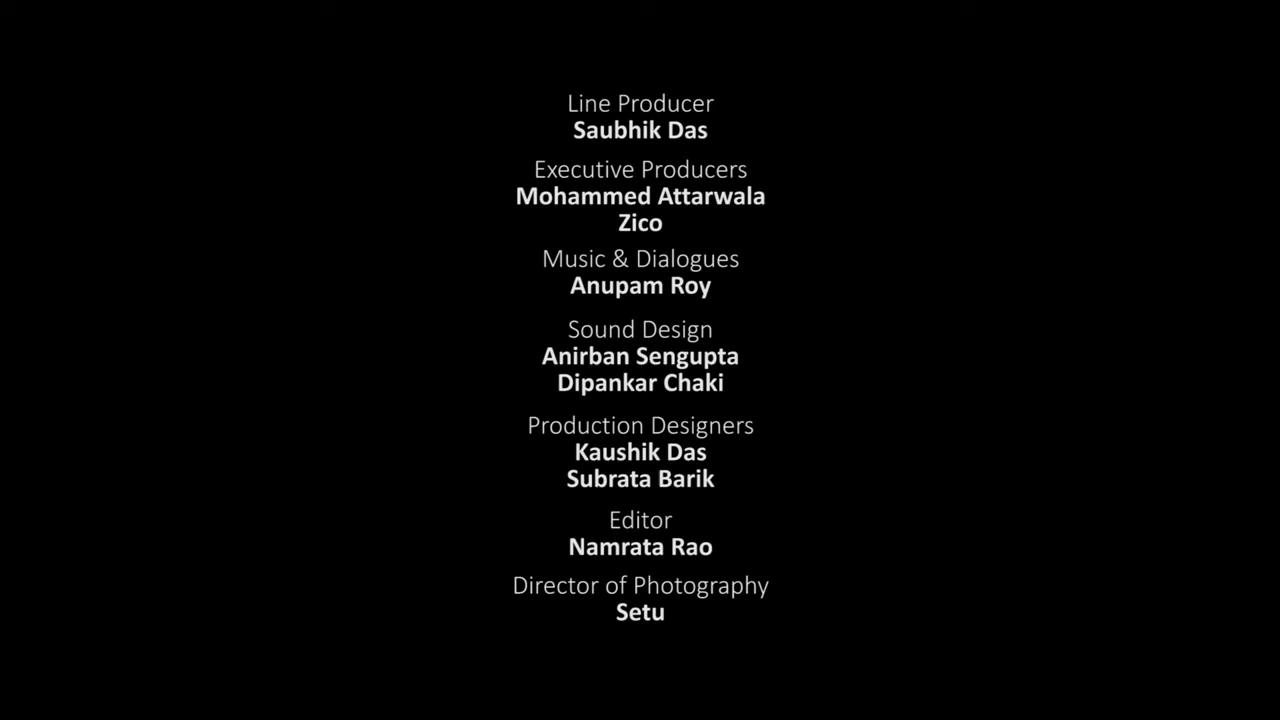 Line Producer
Saubhik Das
Executive Producers
Mohammed Attarwala
Zico
Music & Dialogues
Anupam Roy
Sound Design
Anirban Sengupta
Dipankar Chaki
Production Designers
Kaushik Das
Subrata Barik
Editor
Namrata Rao
Director of Photography
Setu